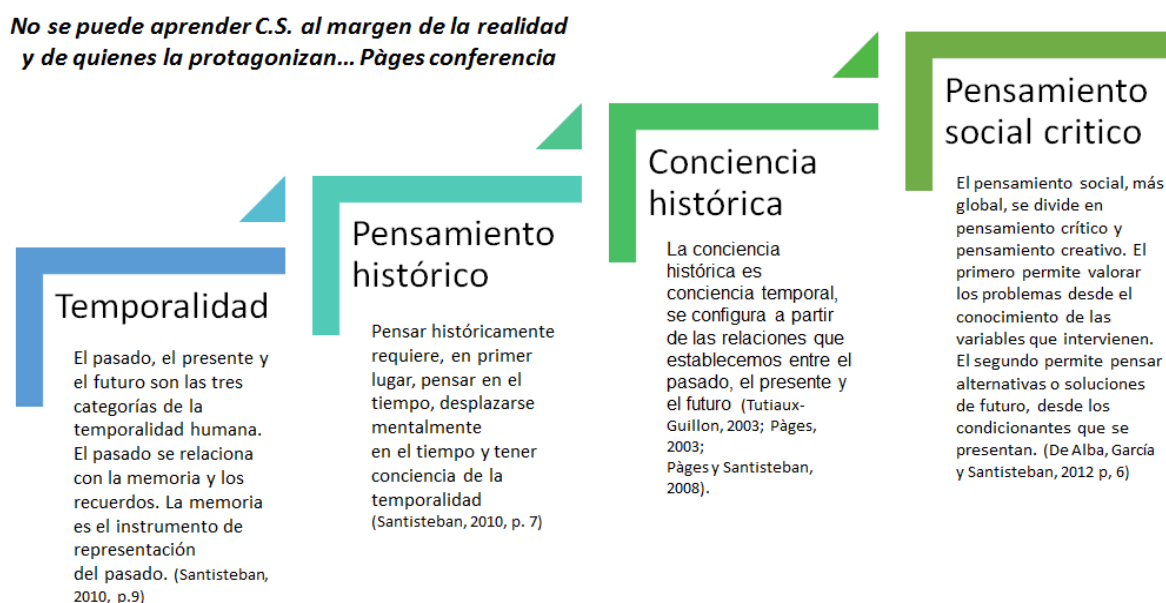 No se puede aprender C.S. al margen de la realidad
y de quienes la protagonizan... Pàges conferencia
Temporalidad
El pasado, el presente y
el futuro son las tres
categorías de la
temporalidad humana.
El pasado se relaciona
con la memoria y los
recuerdos. La memoria
es el instrumento de
representación
del pasado. (Santisteban,
2010, p.9)
Pensamiento
histórico
Pensar históricamente
requiere, en primer
lugar, pensar en el
tiempo, desplazarse
mentalmente
en el tiempo y tener
conciencia de la
temporalidad
(Santisteban, 2010, p. 7)
Conciencia
histórica
La conciencia
histórica es
conciencia temporal,
se configura a partir
de las relaciones que
establecemos entre el
pasado, el presente y
el futuro (Tutiaux-
Guillon, 2003; Pàges,
2003;
Pàges y Santisteban,
2008).
Pensamiento
social critico
El pensamiento social, más
global, se divide en
pensamiento crítico y
pensamiento creativo. El
primero permite valorar
los problemas desde el
conocimiento de las
variables que intervienen.
El segundo permite pensar
alternativas o soluciones
de futuro, desde los
condicionantes que se
presentan. (De Alba, García
y Santisteban, 2012 p, 6)